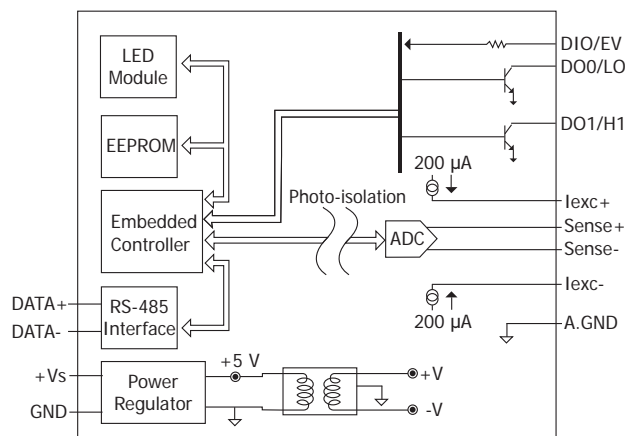 LED
Module
EEPROM
Embedded
Controller
RS-485
Interface
DATA+
DATA-
+Vs
GND
Power
Regulator
+5 V
+V
-V
Photo-isolation
ADC
200 µA
200 µA
DIO/EV
DO0/LO
DO1/H1
Iexc+
Sense+
Sense-
Iexc-
A.GND